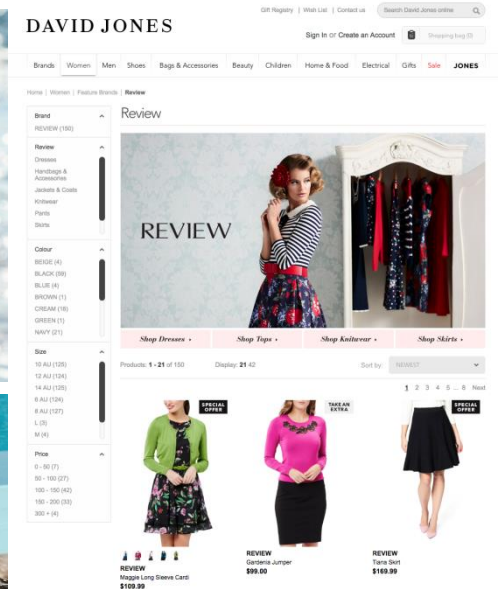 Gift Registry | Wish List | Contact us
Search David Jones online
DAVID JONES
Sign In or Create an Account
Shopping bag (0)
Brands Women Men Shoes Bags & Accessories Beauty Children Home & Food Electrical Gifts Sale JONES
Home | Women | Feature Brands | Review
Brand
REVIEW (150)
Review
Dresses
Handbags &
Accessories
Jackets & Coats
Knitwear
Pants
Skirts
Colour
BEIGE (4)
BLACK (59)
BLUE (4)
BROWN (1)
CREAM (18)
GREEN (1)
NAVY (21)
Size
10 AU (128)
12 AU (124)
14 AU (125)
6 AU (124)
8 AU (127)
L (3)
M (4)
Price
0 - 50 (7)
50 - 100 (27)
100 - 150 (42)
150 - 200 (33)
300 + (4)
Review
REVIEW
Shop Dresses Shop Tops Shop Knitwear Shop Skirts
Products: 1 - 21 of 150 Display: 21 42 Sort by: NEWEST
1 2 3 4 5 ... 8 Next
SPECIAL
OFFER
TAKE AN
EXTRA
SPECIAL
OFFER
REVIEW
Maggie Long Sleeve Cardi
$109.99
REVIEW
Gardenia Jumper
$99.00
REVIEW
Tiana Skirt
$169.99